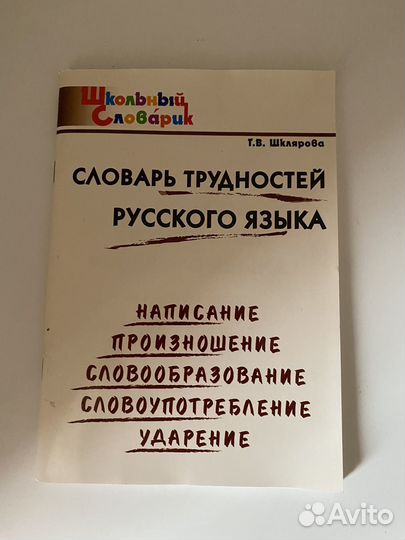 Школьный
Словарик
Т.В. Шклярова
СЛОВАРЬ ТРУДНОСТЕЙ
РУССКОГО ЯЗЫКА
НАПИСАНИЕ
ПРОИЗНОШЕНИЕ
СЛОВООБРАЗОВАНИЕ
СЛОВОУПОТРЕБЛЕНИЕ
УДАРЕНИЕ
Avito